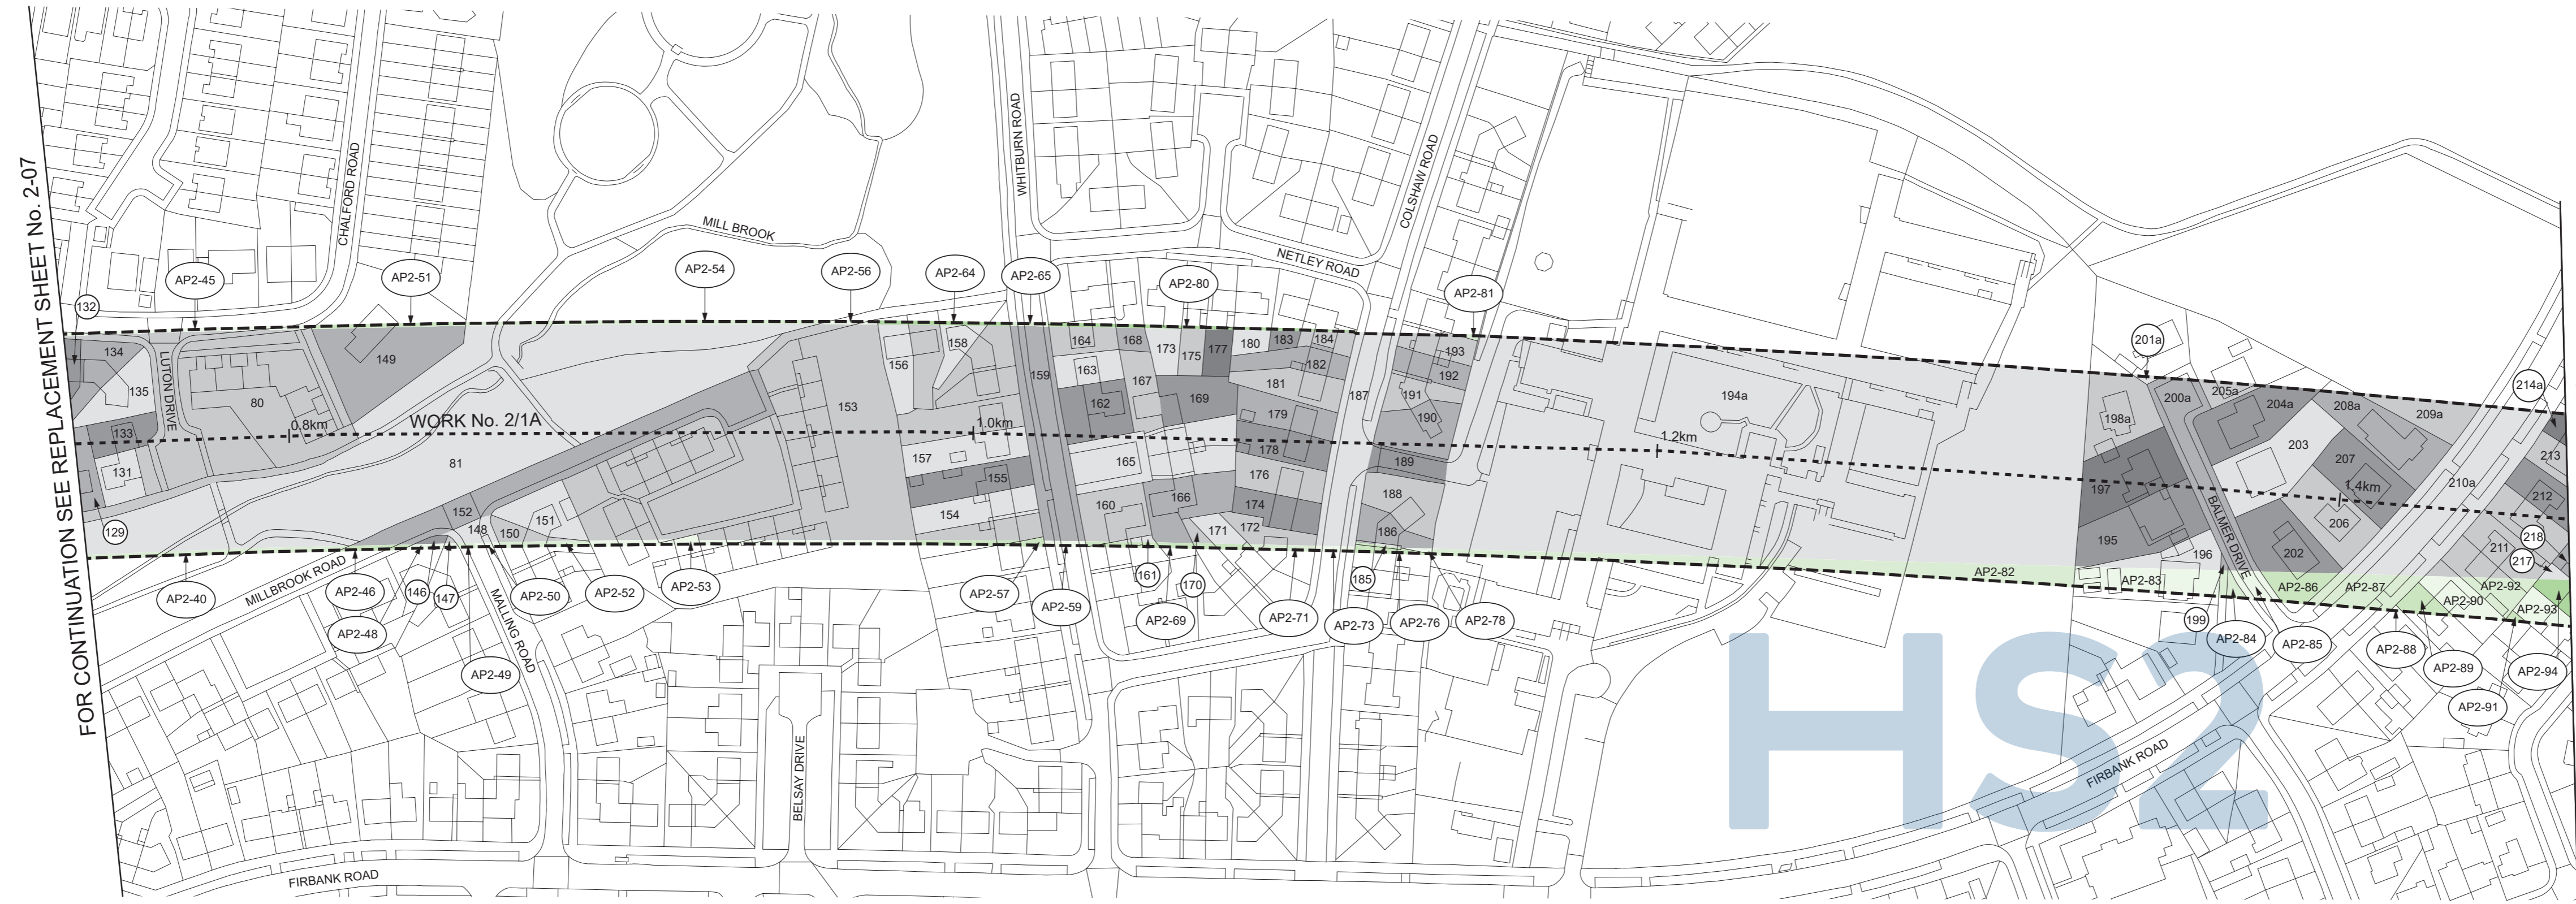 FOR CONTINUATION SEE REPLACEMENT SHEET No. 2-07
CHALFORD ROAD
MILL BROOK
WHITBURN ROAD
COLSHAW ROAD
NETLEY ROAD
AP2-45
AP2-51
AP2-54
AP2-56
AP2-64
AP2-65
AP2-80
AP2-81
132
201a
214a
134
135
133
131
129
LUTON DRIVE
80
149
0.8km
WORK No. 2/1A
81
152
148
150
151
153
156
158
157
155
154
1.0km
159
164
163
162
165
160
168
167
166
173
175
177
169
180
183
184
182
181
179
178
176
174
172
171
187
193
192
191
190
189
188
186
194a
1.2km
198a
197
195
196
200a
205a
204a
208a
209a
203
207
206
202
1.4km
210a
213
212
211
218
217
BALMER DRIVE
AP2-82
AP2-83
AP2-86
AP2-87
AP2-90
AP2-92
AP2-93
MILLBROOK ROAD
MALLING ROAD
AP2-40
AP2-46
AP2-48
146
147
AP2-49
AP2-50
AP2-52
AP2-53
AP2-57
AP2-59
161
170
AP2-69
AP2-71
185
AP2-73
AP2-76
AP2-78
199
AP2-84
AP2-85
AP2-88
AP2-89
AP2-91
AP2-94
BELSAY DRIVE
FIRBANK ROAD
FIRBANK ROAD
HS2